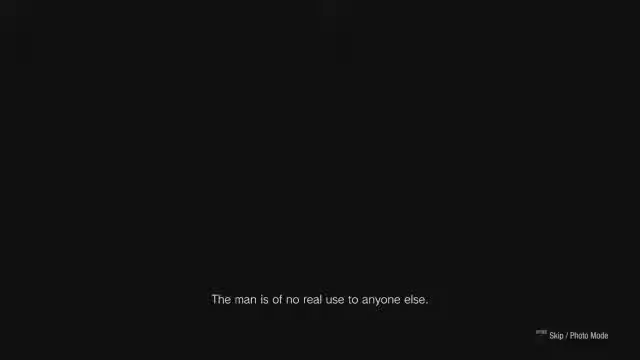 The man is of no real use to anyone else.
Skip / Photo Mode